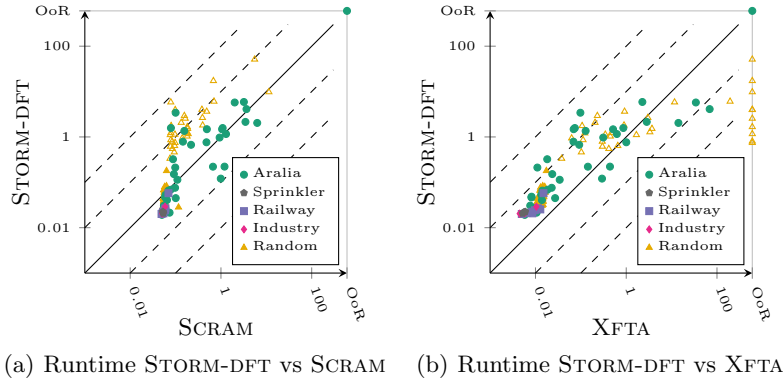 OoR
100
1
0.01
STORM-DFT
Aralia
Sprinkler
Railway
Industry
Random
0.01
1
100
OoR
SCRAM
(a) Runtime STORM-DFT vs SCRAM
OoR
100
1
0.01
STORM-DFT
Aralia
Sprinkler
Railway
Industry
Random
0.01
1
100
OoR
XFTA
(b) Runtime STORM-DFT vs XFTA